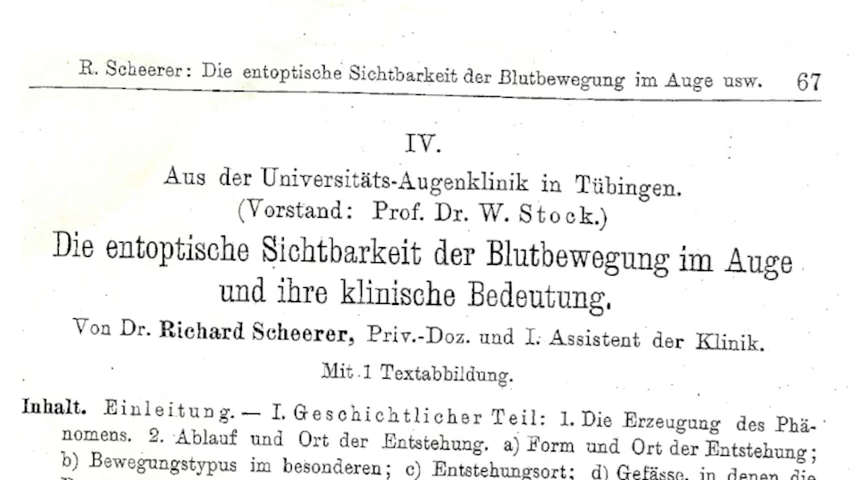 R. Scheerer: Die entoptische Sichtbarkeit der Blutbewegung im Auge usw. 67
IV.
Aus der Universitäts-Augenklinik in Tübingen.
(Vorstand: Prof. Dr. W. Stock.)
Die entoptische Sichtbarkeit der Blutbewegung im Auge
und ihre klinische Bedeutung.
Von Dr. Richard Scheerer, Priv.-Doz. und I. Assistent der Klinik.
Mit 1 Textabbildung.
Inhalt. Einleitung. — I. Geschichtlicher Teil: 1. Die Erzeugung des Phä-
nomens. 2. Ablauf und Ort der Entstehung. a) Form und Ort der Entstehung;
b) Bewegungstypus im besonderen; c) Entstehungsort; d) Gefässe, in denen die